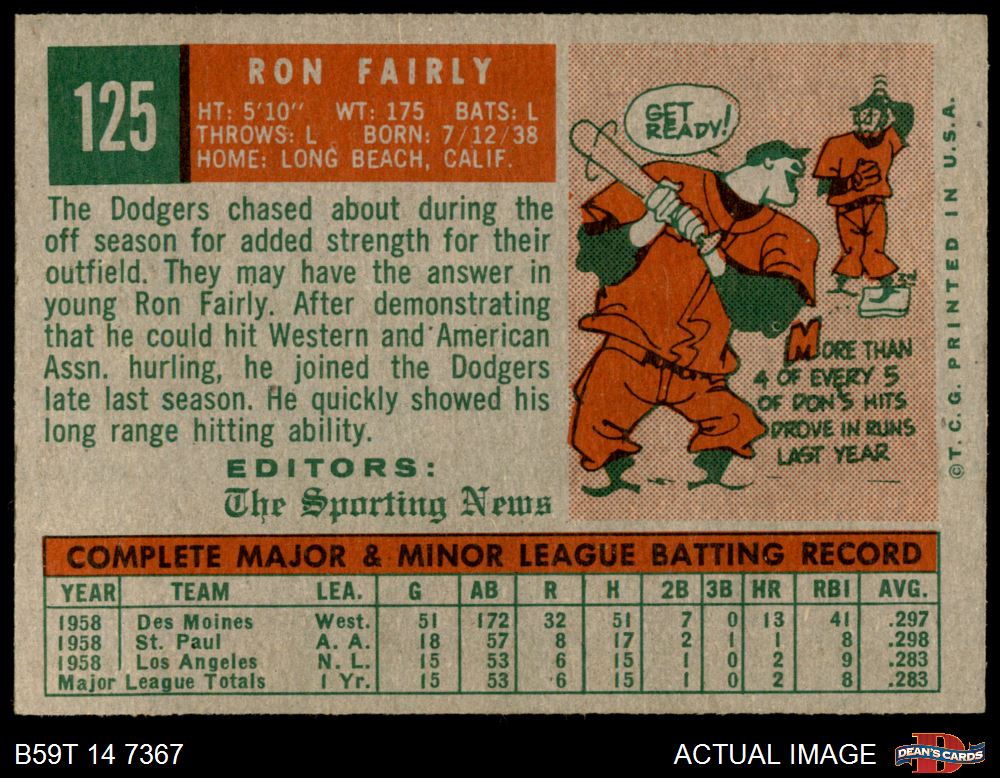 125
RON FAIRLY
HT: 5'10" WT: 175 BATS: L
THROWS: L BORN: 7/12/38
HOME: LONG BEACH, CALIF.
The Dodgers chased about during the
off season for added strength for their
outfield. They may have the answer in
young Ron Fairly. After demonstrating
that he could hit Western and American
Assn. hurling, he joined the Dodgers
late last season. He quickly showed his
long range hitting ability.
EDITORS:
The Sporting News
GET
READY!
3rd
MORE THAN
4 OF EVERY 5
OF DON'S HITS
DROVE IN RUNS
LAST YEAR
©T. C. G. PRINTED IN U.S.A.
COMPLETE MAJOR & MINOR LEAGUE BATTING RECORD
YEAR TEAM LEA. G AB R H 2B 3B HR RBI AVG.
1958 Des Moines West. 51 172 32 51 7 0 13 41 .297
1958 St. Paul A. A. 18 57 8 17 2 1 1 8 .298
1958 Los Angeles N. L. 15 53 6 15 1 0 2 9 .283
Major League Totals 1 Yr. 15 53 6 15 1 0 2 8 .283
B59T 14 7367
ACTUAL IMAGE
DEAN'S CARDS